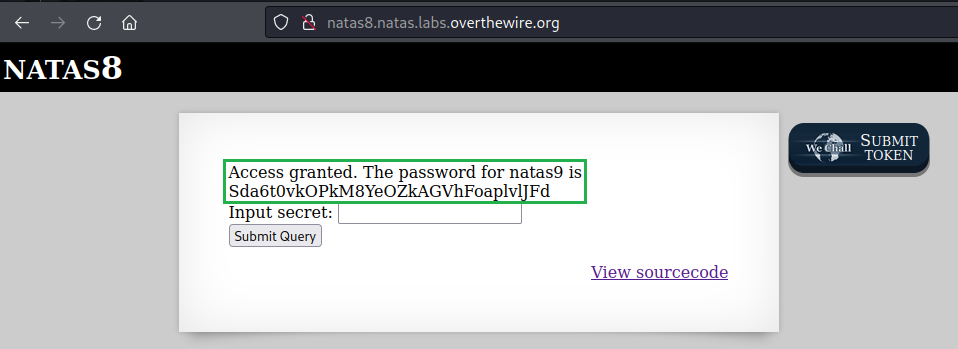 natas8.natas.labs.overthewire.org
NATAS8
We Chall
SUBMIT
TOKEN
Access granted. The password for natas9 is
Sda6t0vkOPkM8YeOZkAGVhFoaplvlJFd
Input secret:
Submit Query
View sourcecode